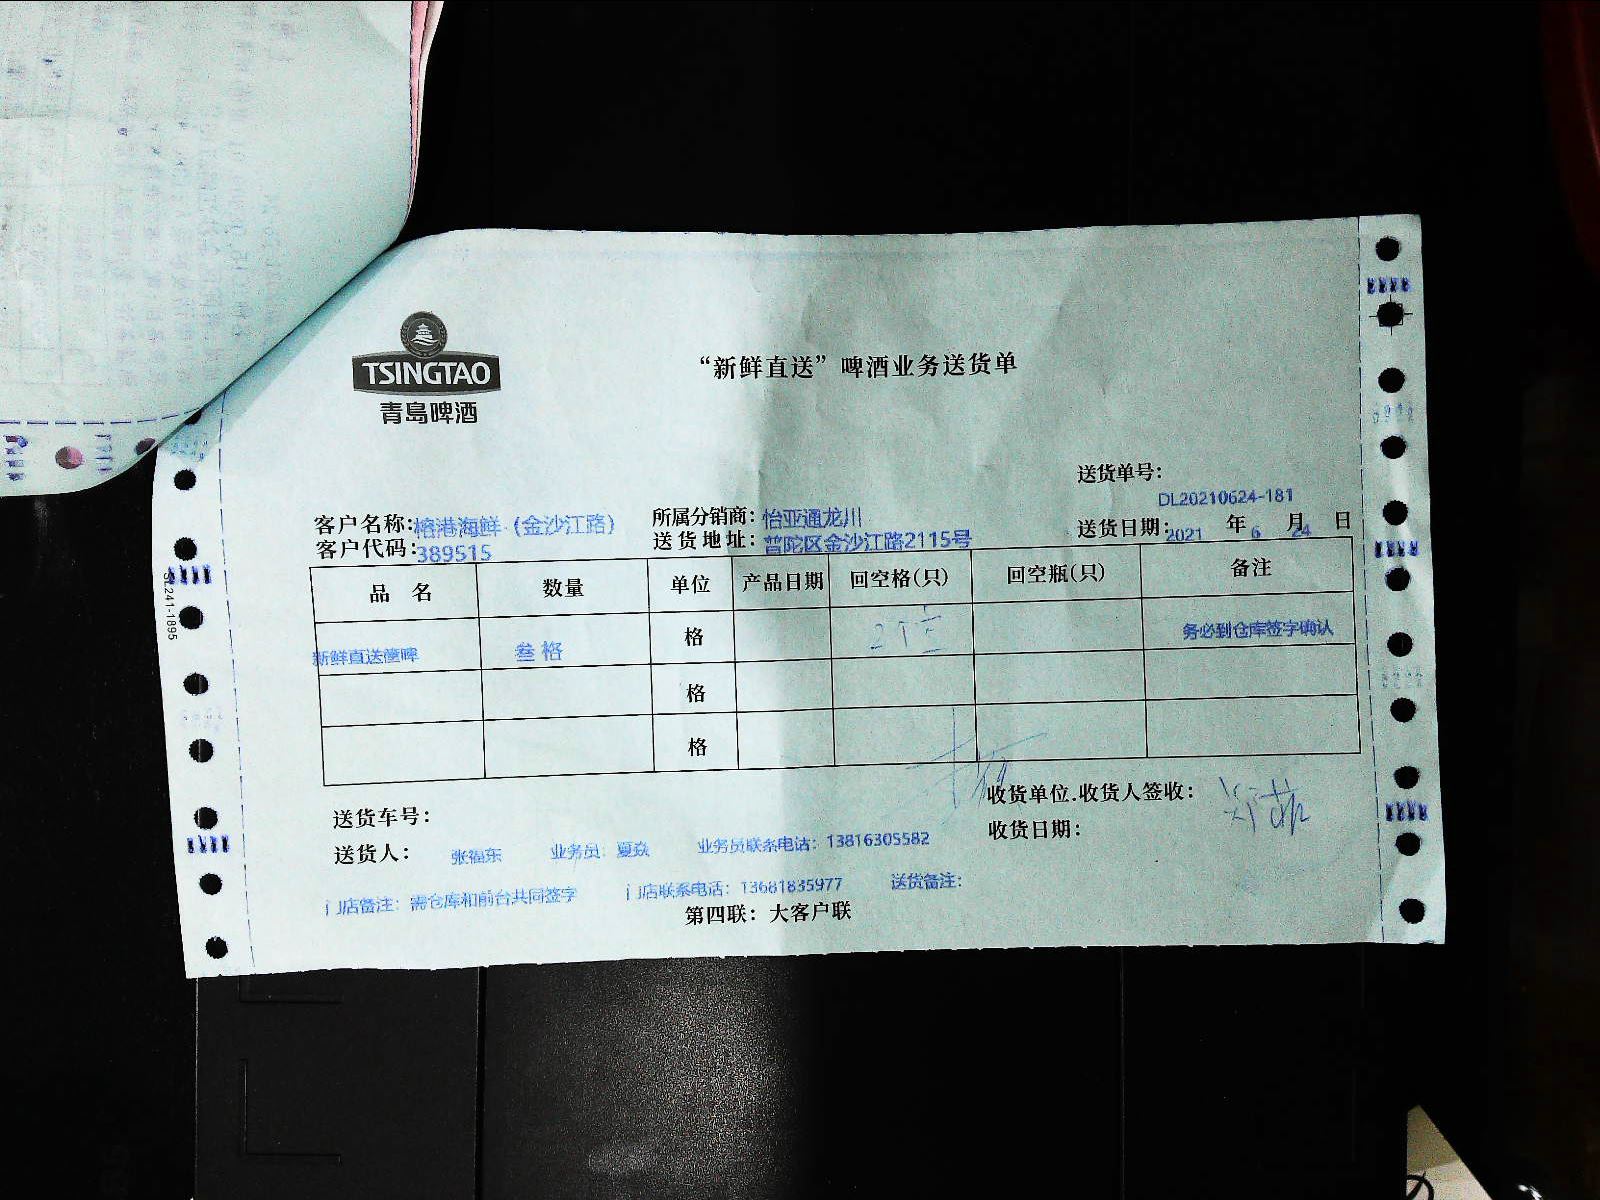 TSINGTAO
青岛啤酒
“新鲜直送”啤酒业务送货单
送货单号：
DL20210624-181
客户名称：榕港海鲜（金沙江路） 所属分销商：怡亚通龙川
客户代码：389515 送货地址：普陀区金沙江路2115号 送货日期：2021 年 6 月 24 日
品 名 数量 单位 产品日期 回空格(只) 回空瓶(只) 备注
新鲜直送箜啤 叁格 格 务必到仓库签字确认
格
格
送货车号： 收货单位.收货人签收：
收货日期：
送货人： 张福东 业务员：夏焱 业务员联系电话：13816305582
门店备注：需仓库和前台共同签字 门店联系电话：13681835977 送货备注：
第四联：大客户联
SL241-1895